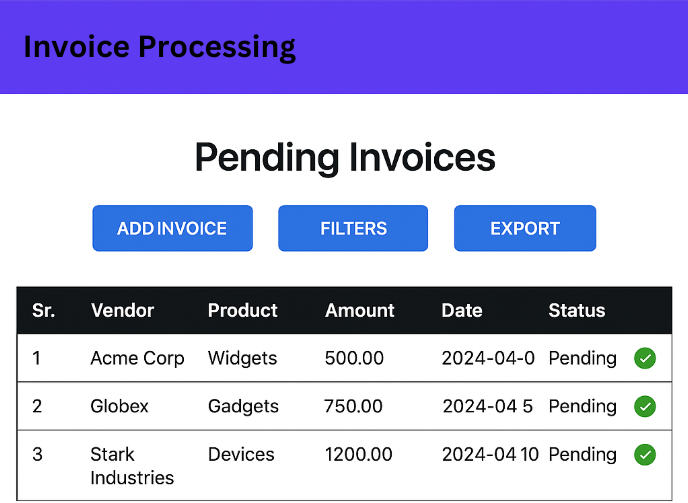 Invoice Processing
Pending Invoices
ADD INVOICE FILTERS EXPORT
Sr. Vendor Product Amount Date Status
1 Acme Corp Widgets 500.00 2024-04-0 Pending
2 Globex Gadgets 750.00 2024-04 5 Pending
3 Stark Devices 1200.00 2024-04 10 Pending
Industries